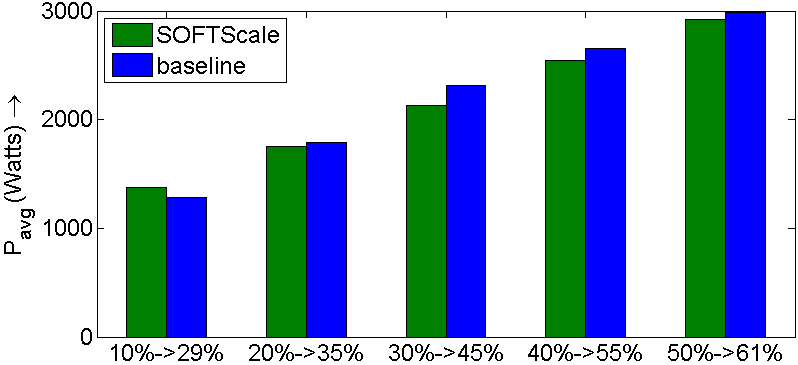 P_avg (Watts) →
3000
2000
1000
0
SOFTScale
baseline
10%->29% 20%->35% 30%->45% 40%->55% 50%->61%